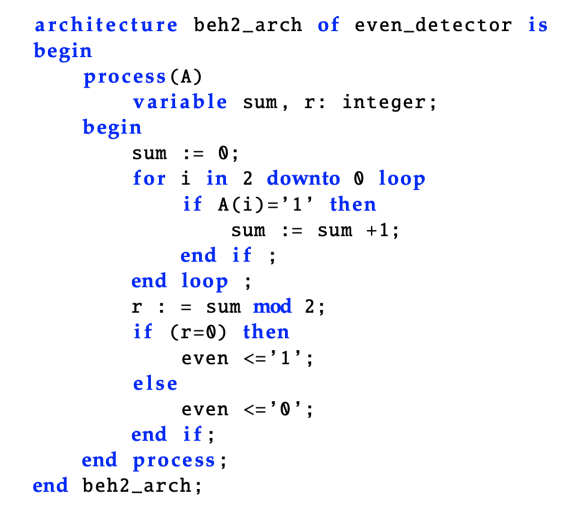 architecture beh2_arch of even_detector is
begin
process(A)
variable sum, r: integer;
begin
sum := 0;
for i in 2 downto 0 loop
if A(i)='1' then
sum := sum +1;
end if ;
end loop ;
r : = sum mod 2;
if (r=0) then
even <='1';
else
even <='0';
end if;
end process;
end beh2_arch;